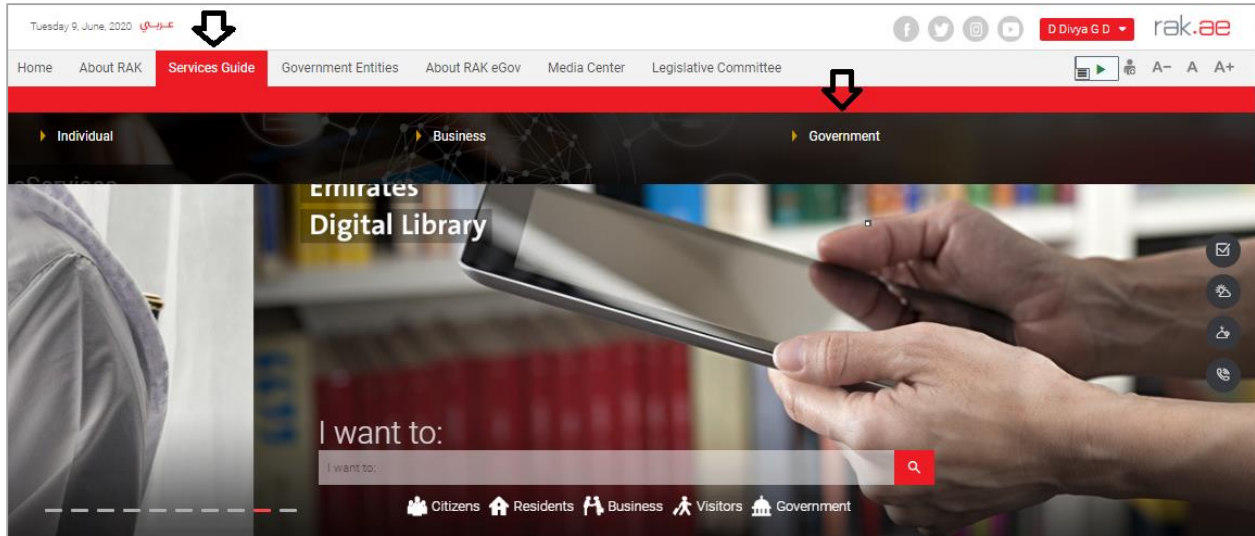 Tuesday 9, June, 2020 عربي
D Divya G D
rak.ae
Home About RAK Services Guide Government Entities About RAK eGov Media Center Legislative Committee
A- A A+
Individual Business Government
eServices
Emirates
Digital Library
I want to:
I want to:
Citizens Residents Business Visitors Government